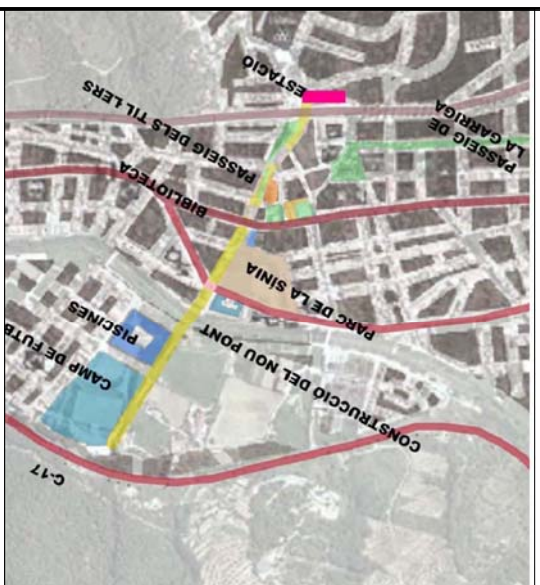 C-17
CONSTRUCCIO DEL NOU PONT
CAMP DE FUTB
PISCINES
PARC DE LA SÍNIA
BIBLIOTECA
PASSEIG DE
LA GARRIGA
PASSEIG DELS TIL·LERS
ESTACIO